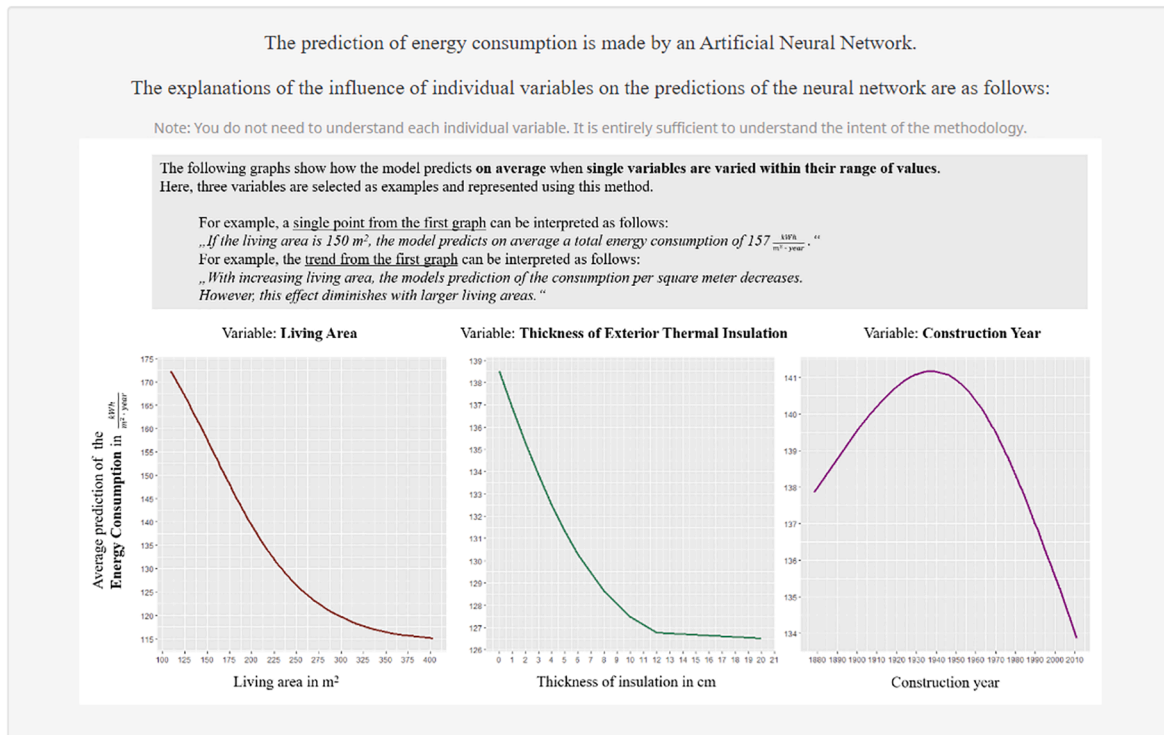 The prediction of energy consumption is made by an Artificial Neural Network.
The explanations of the influence of individual variables on the predictions of the neural network are as follows:
Note: You do not need to understand each individual variable. It is entirely sufficient to understand the intent of the methodology.
The following graphs show how the model predicts on average when single variables are varied within their range of values.
Here, three variables are selected as examples and represented using this method.
For example, a single point from the first graph can be interpreted as follows:
„If the living area is 150 m², the model predicts on average a total energy consumption of 157 kWh / m² · year . “
For example, the trend from the first graph can be interpreted as follows:
„With increasing living area, the models prediction of the consumption per square meter decreases.
However, this effect diminishes with larger living areas.“
Variable: Living Area
Variable: Thickness of Exterior Thermal Insulation
Variable: Construction Year
Average prediction of the
Energy Consumption in kWh / m² · year
175
170
165
160
155
150
145
140
135
130
125
120
115
100 125 150 175 200 225 250 275 300 325 350 375 400
Living area in m²
139
138
137
136
135
134
133
132
131
130
129
128
127
126
0 1 2 3 4 5 6 7 8 9 10 11 12 13 14 15 16 17 18 19 20 21
Thickness of insulation in cm
141
140
139
138
137
136
135
134
1880 1890 1900 1910 1920 1930 1940 1950 1960 1970 1980 1990 2000 2010
Construction year